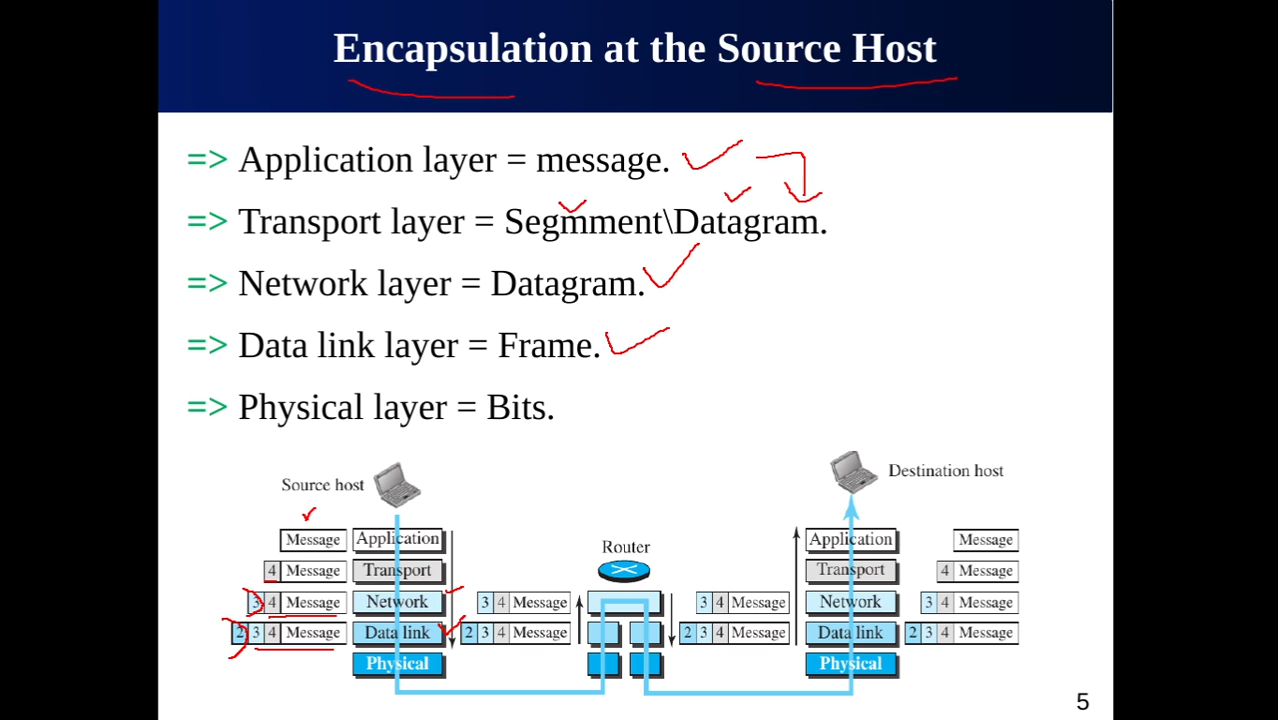 Encapsulation at the Source Host
=> Application layer = message.
=> Transport layer = Segmment\Datagram.
=> Network layer = Datagram.
=> Data link layer = Frame.
=> Physical layer = Bits.
Source host
Destination host
Router
Message Application
4 Message Transport
3 4 Message Network
2 3 4 Message Data link
Physical
3 4 Message
2 3 4 Message
3 4 Message
2 3 4 Message
Application Message
Transport 4 Message
Network 3 4 Message
Data link 2 3 4 Message
Physical
5